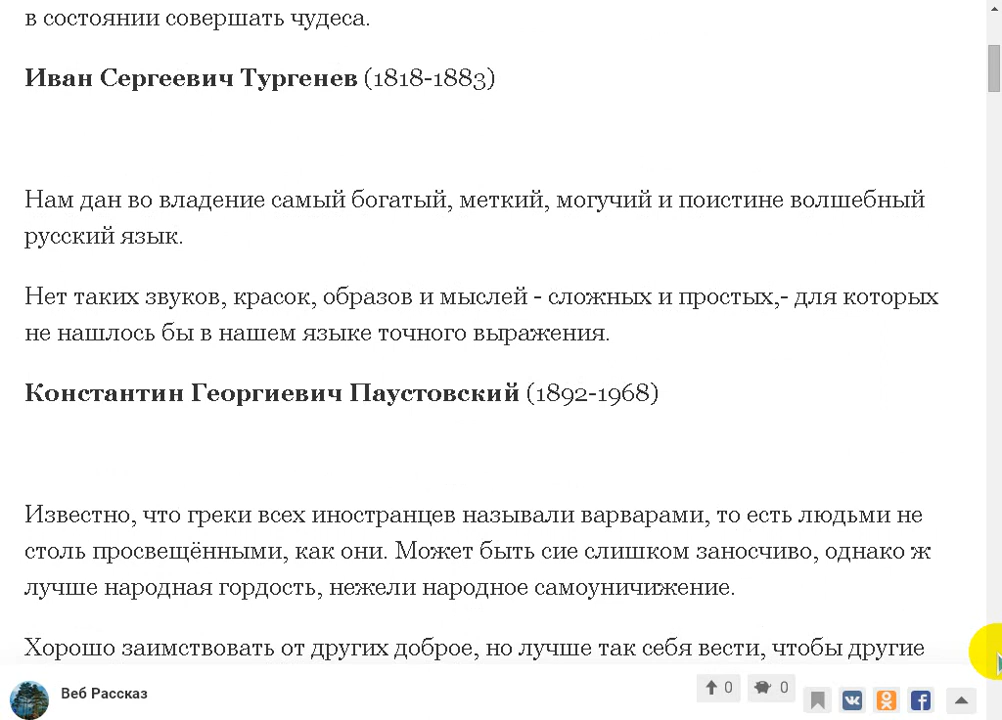 в состоянии совершать чудеса.
Иван Сергеевич Тургенев (1818-1883)
Нам дан во владение самый богатый, меткий, могучий и поистине волшебный
русский язык.
Нет таких звуков, красок, образов и мыслей - сложных и простых,- для которых
не нашлось бы в нашем языке точного выражения.
Константин Георгиевич Паустовский (1892-1968)
Известно, что греки всех иностранцев называли варварами, то есть людьми не
столь просвещёнными, как они. Может быть сие слишком заносчиво, однако ж
лучше народная гордость, нежели народное самоуничижение.
Хорошо заимствовать от других доброе, но лучше так себя вести, чтобы другие
Веб Рассказ
0
0